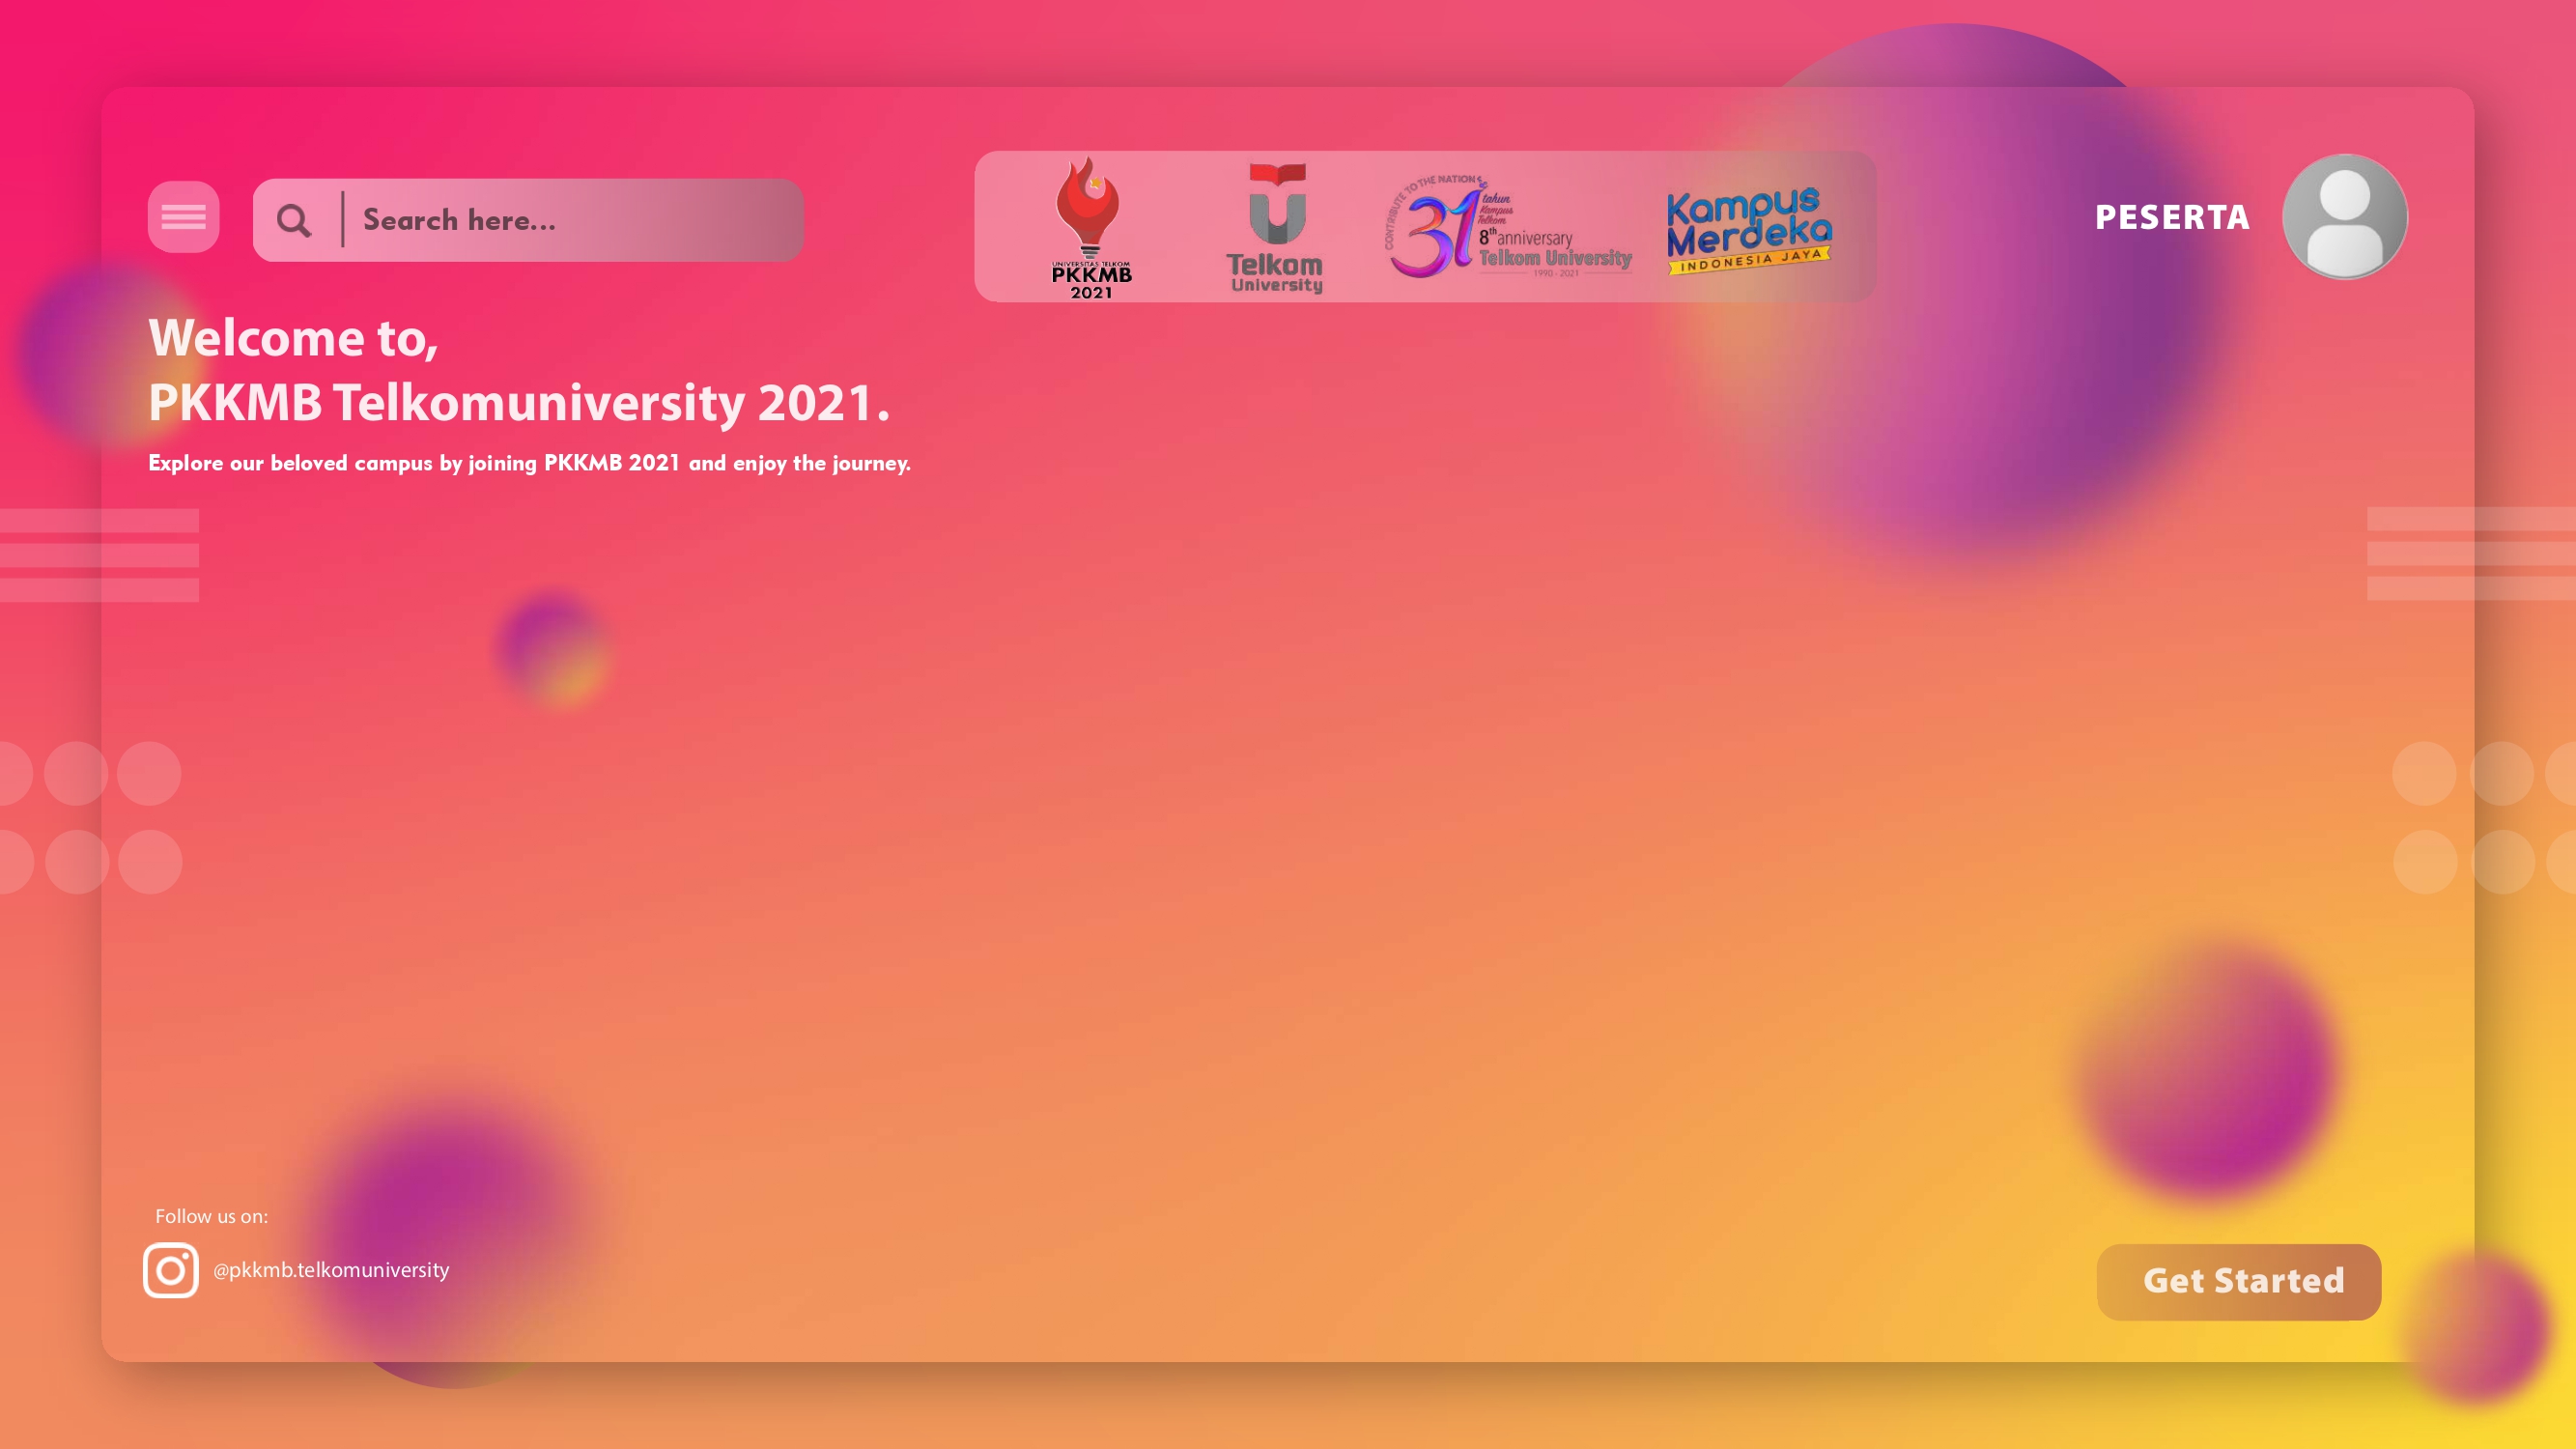 Search here...
UNIVERSITAS TELKOM
PKKMB
2021
Telkom
University
CONTRIBUTE TO THE NATION
31
tahun
Kampus
Telkom
8th anniversary
Telkom University
1990 - 2021
Kampus
Merdeka
INDONESIA JAYA
PESERTA
Welcome to,
PKKMB Telkomuniversity 2021.
Explore our beloved campus by joining PKKMB 2021 and enjoy the journey.
Follow us on:
@pkkmb.telkomuniversity
Get Started